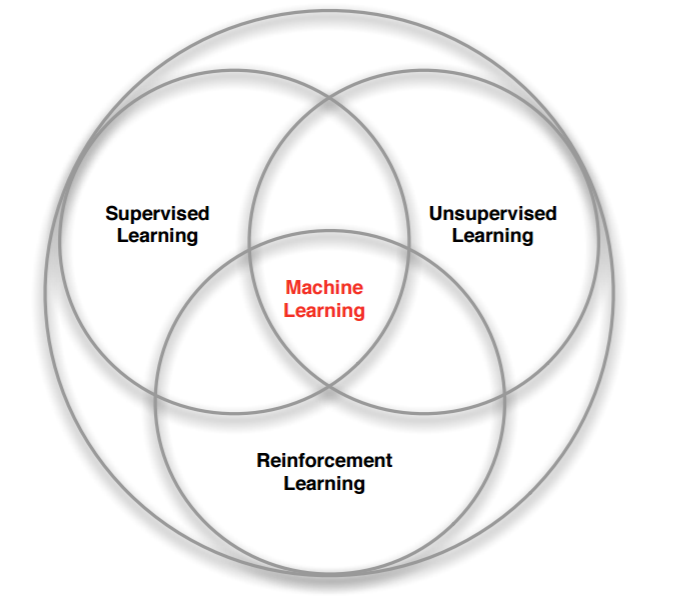 Supervised
Learning
Unsupervised
Learning
Machine
Learning
Reinforcement
Learning